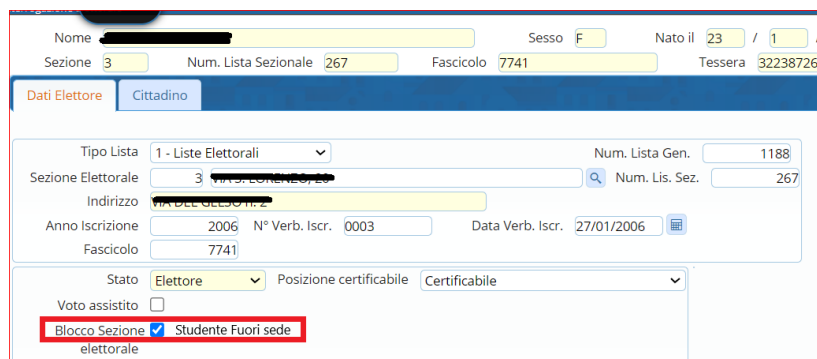 Nome Sesso F Nato il 23 / 1 /
Sezione 3 Num. Lista Sezionale 267 Fascicolo 7741 Tessera 32238726
Dati Elettore Cittadino
Tipo Lista 1 - Liste Elettorali Num. Lista Gen. 1188
Sezione Elettorale 3 Num. Lis. Sez. 267
Indirizzo
Anno Iscrizione 2006 N° Verb. Iscr. 0003 Data Verb. Iscr. 27/01/2006
Fascicolo 7741
Stato Elettore Posizione certificabile Certificabile
Voto assistito
Blocco Sezione Studente Fuori sede
elettorale